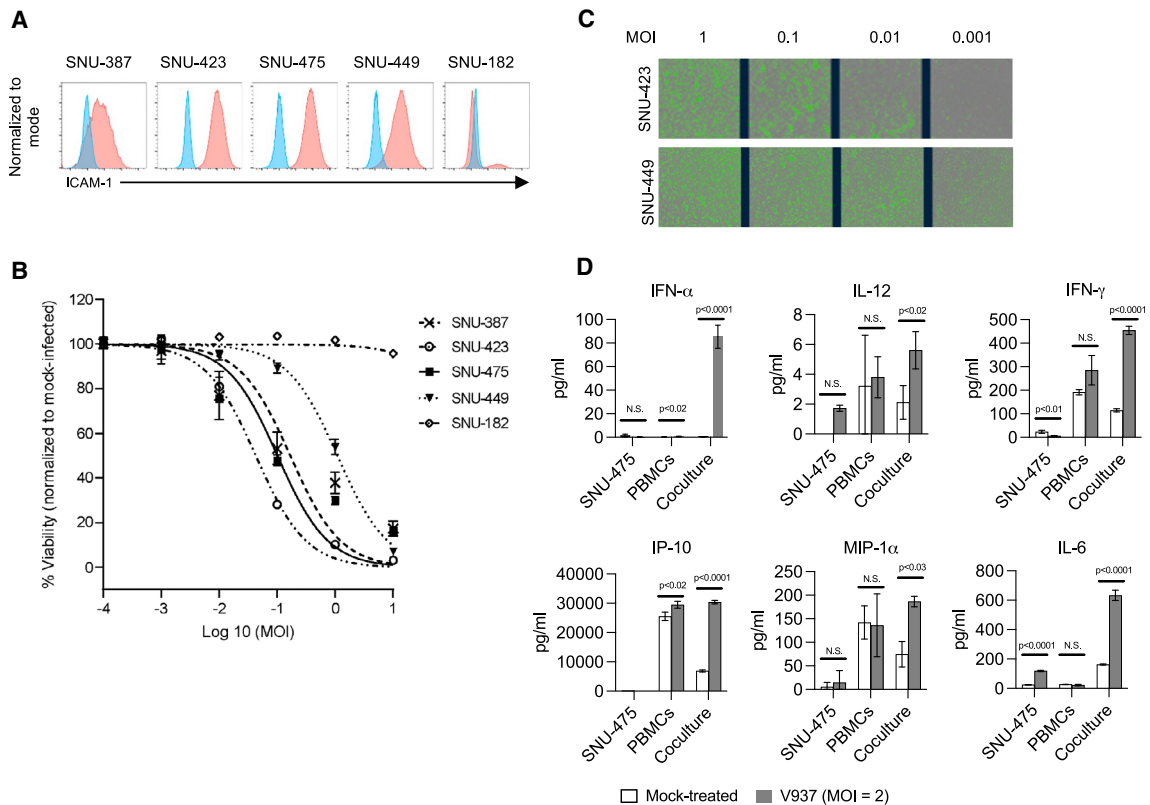 A
SNU-387 SNU-423 SNU-475 SNU-449 SNU-182
Normalized to mode
ICAM-1
B
% Viability (normalized to mock-infected)
120
100
80
60
40
20
0
-4 -3 -2 -1 0 1
Log 10 (MOI)
SNU-387
SNU-423
SNU-475
SNU-449
SNU-182
C
MOI 1 0.1 0.01 0.001
SNU-423
SNU-449
D
IFN-α
pg/ml
100
80
60
40
20
0
N.S. p<0.02 p<0.0001
SNU-475 PBMCs Coculture
IL-12
pg/ml
8
6
4
2
0
N.S. N.S. p<0.02
SNU-475 PBMCs Coculture
IFN-γ
pg/ml
500
400
300
200
100
0
p<0.01 N.S. p<0.0001
SNU-475 PBMCs Coculture
IP-10
pg/ml
40000
30000
20000
10000
0
p<0.02 p<0.0001
SNU-475 PBMCs Coculture
MIP-1α
pg/ml
250
200
150
100
50
0
N.S. N.S. p<0.03
SNU-475 PBMCs Coculture
IL-6
pg/ml
800
600
400
200
0
p<0.0001 N.S. p<0.0001
SNU-475 PBMCs Coculture
Mock-treated V937 (MOI = 2)